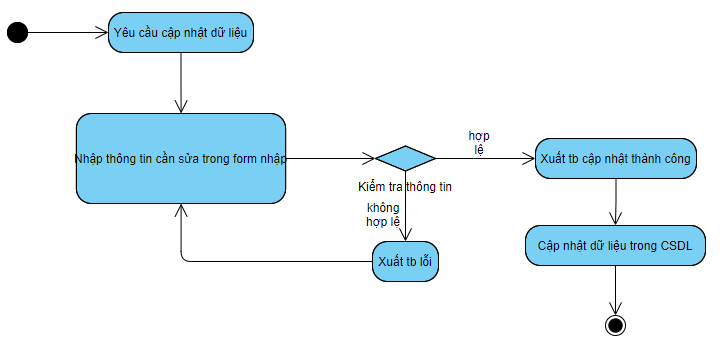 Yêu cầu cập nhật dữ liệu
Nhập thông tin cần sửa trong form nhập
hợp
lệ
Xuất tb cập nhật thành công
Kiểm tra thông tin
không
hợp lệ
Xuất tb lỗi
Cập nhật dữ liệu trong CSDL